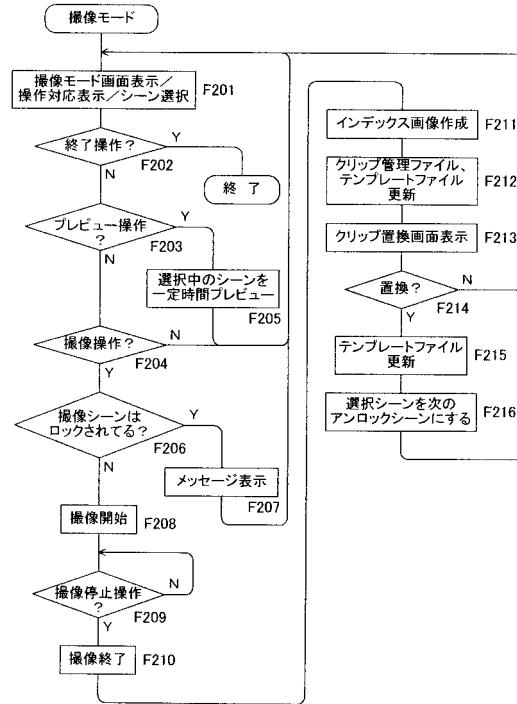 撮像モード
撮像モード画面表示／
操作対応表示／シーン選択
F201
終了操作？
Y
F202
N
終 了
プレビュー操作
？
Y
F203
N
選択中のシーンを
一定時間プレビュー
F205
撮像操作？
N
F204
Y
撮像シーンは
ロックされてる？
Y
F206
N
メッセージ表示
F207
撮像開始
F208
撮像停止操作
？
N
F209
Y
撮像終了
F210
インデックス画像作成
F211
クリップ管理ファイル、
テンプレートファイル
更新
F212
クリップ置換画面表示
F213
置換？
N
F214
Y
テンプレートファイル
更新
F215
選択シーンを次の
アンロックシーンにする
F216